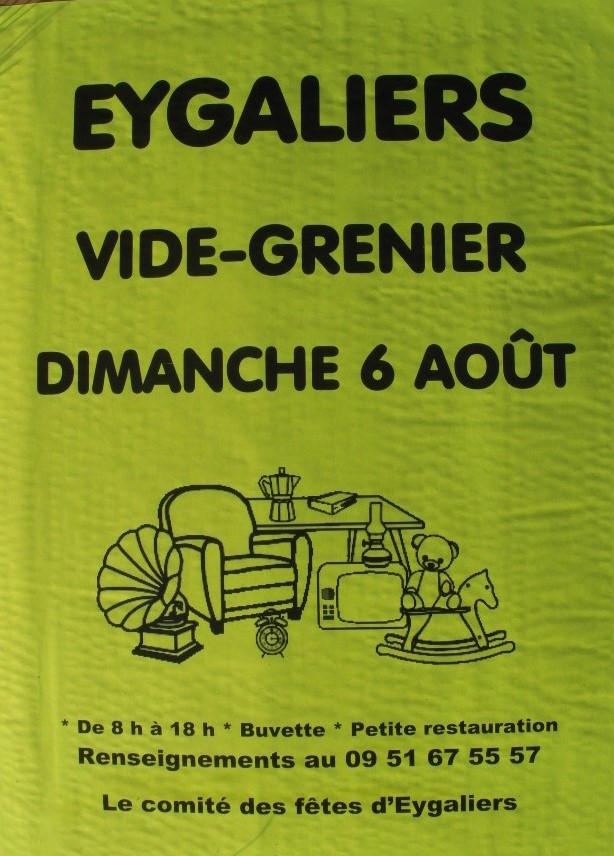 EYGALIERS
VIDE-GRENIER
DIMANCHE 6 AOÛT
* De 8 h à 18 h * Buvette * Petite restauration
Renseignements au 09 51 67 55 57
Le comité des fêtes d'Eygaliers